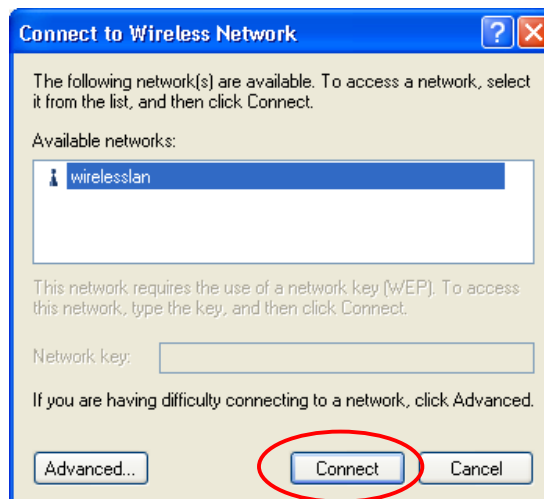 Connect to Wireless Network
The following network(s) are available. To access a network, select
it from the list, and then click Connect.
Available networks:
wirelesslan
This network requires the use of a network key (WEP). To access
this network, type the key, and then click Connect.
Network key:
If you are having difficulty connecting to a network, click Advanced.
Advanced... Connect Cancel